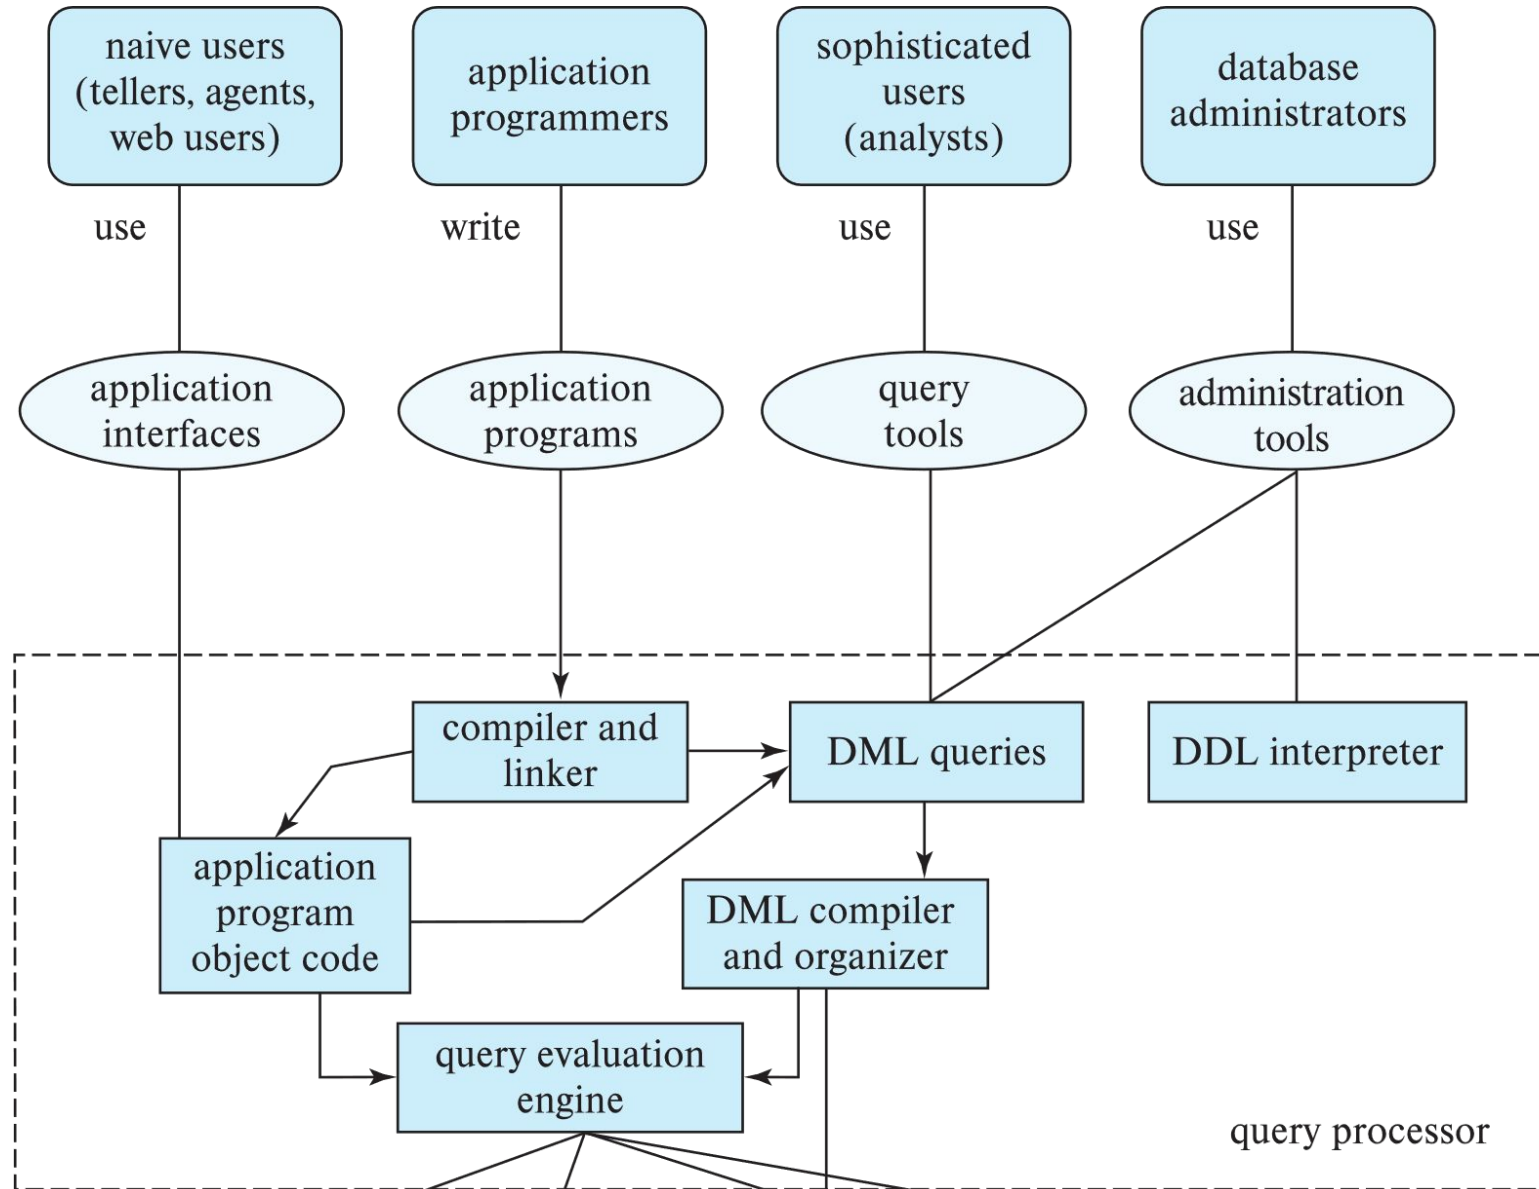 naive users
(tellers, agents,
web users)
application
programmers
sophisticated
users
(analysts)
database
administrators
use
write
use
use
application
interfaces
application
programs
query
tools
administration
tools
compiler and
linker
DML queries
DDL interpreter
application
program
object code
DML compiler
and organizer
query evaluation
engine
query processor